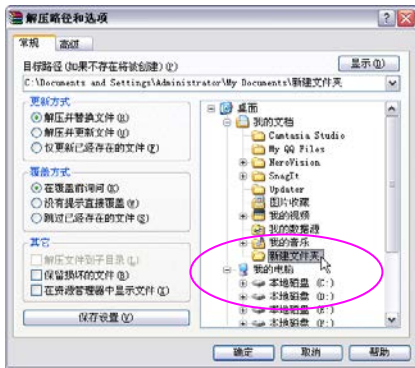 解压路径和选项
常规 高级
目标路径(如果不存在将被创建)(P)
显示(D)
C:\Documents and Settings\Administrator\My Documents\新建文件夹
更新方式
解压并替换文件(R)
解压并更新文件(U)
仅更新已经存在的文件(F)
覆盖方式
在覆盖前询问(K)
没有提示直接覆盖(W)
跳过已经存在的文件(S)
其它
解压文件到子目录(L)
保留损坏的文件(B)
在资源管理器中显示文件(X)
保存设置(V)
桌面
我的文档
Camtasia Studio
My QQ Files
NeroVision
SnagIt
Updater
图片收藏
我的视频
我的数据源
我的音乐
新建文件夹
我的电脑
本地磁盘 (C:)
本地磁盘 (D:)
本地磁盘 (E:)
本地磁盘 (F:)
确定 取消 帮助